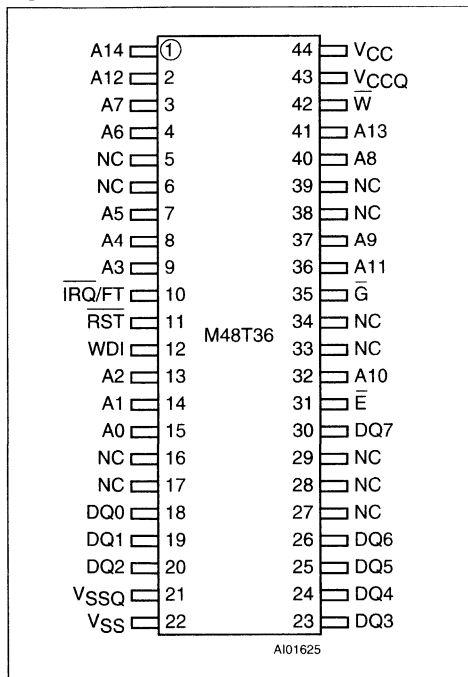 A14 1 44 VCC
A12 2 43 VCCQ
A7 3 42 W̅
A6 4 41 A13
NC 5 40 A8
NC 6 39 NC
A5 7 38 NC
A4 8 37 A9
A3 9 36 A11
I̅R̅Q̅/FT 10 35 G̅
R̅S̅T̅ 11 34 NC
M48T36
WDI 12 33 NC
A2 13 32 A10
A1 14 31 E̅
A0 15 30 DQ7
NC 16 29 NC
NC 17 28 NC
DQ0 18 27 NC
DQ1 19 26 DQ6
DQ2 20 25 DQ5
VSSQ 21 24 DQ4
VSS 22 23 DQ3
AI01625